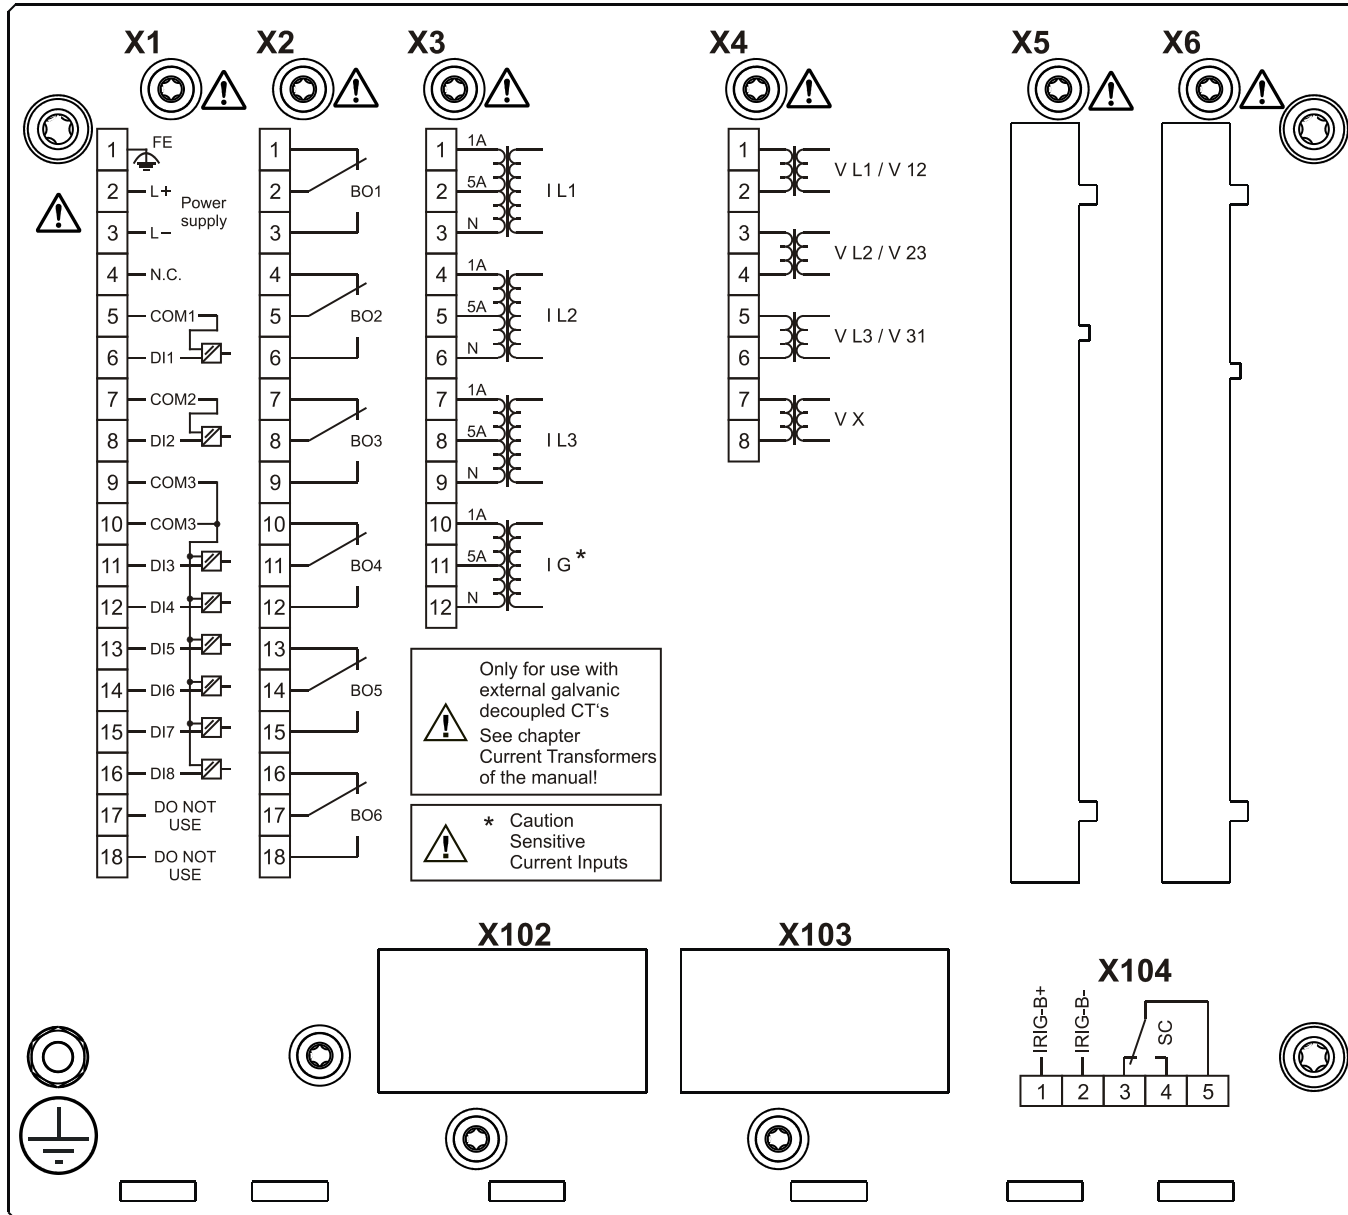 X1
X2
X3
X4
X5
X6
1 FE
2 L+
Power
supply
3 L–
4 N.C.
5 COM1
6 DI1
7 COM2
8 DI2
9 COM3
10 COM3
11 DI3
12 DI4
13 DI5
14 DI6
15 DI7
16 DI8
17 DO NOT
USE
18 DO NOT
USE
1
2 BO1
3
4
5 BO2
6
7
8 BO3
9
10
11 BO4
12
13
14 BO5
15
16
17 BO6
18
1 1A
2 5A I L1
3 N
4 1A
5 5A I L2
6 N
7 1A
8 5A I L3
9 N
10 1A
11 5A I G *
12 N
Only for use with
external galvanic
decoupled CT‘s
See chapter
Current Transformers
of the manual!
* Caution
Sensitive
Current Inputs
1
V L1 / V 12
2
3
V L2 / V 23
4
5
V L3 / V 31
6
7
V X
8
X102
X103
X104
IRIG-B+
IRIG-B-
SC
1 2 3 4 5